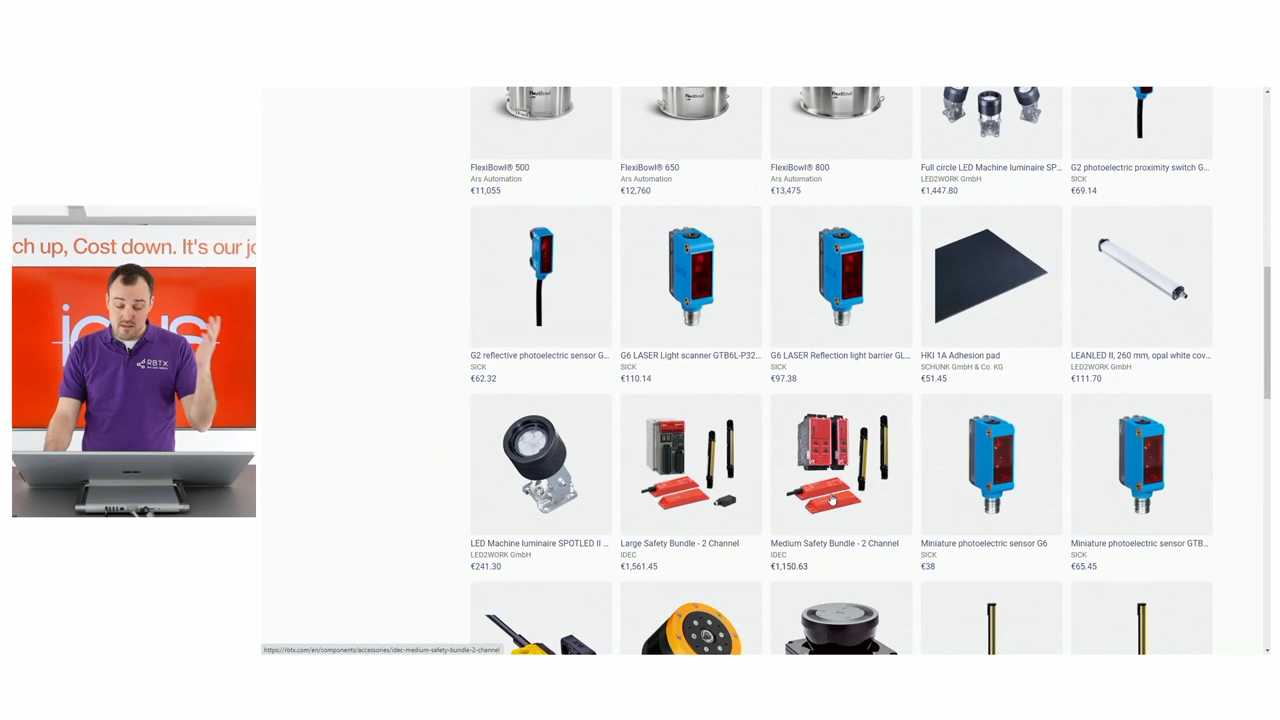 ch up, Cost down. It's our jo
igus
RBTX
FlexiBowl
FlexiBowl
FlexiBowl
FlexiBowl® 500
Ars Automation
€11,055
FlexiBowl® 650
Ars Automation
€12,760
FlexiBowl® 800
Ars Automation
€13,475
Full circle LED Machine luminaire SP...
LED2WORK GmbH
€1,447.80
G2 photoelectric proximity switch G...
SICK
€69.14
G2 reflective photoelectric sensor G...
SICK
€62.32
G6 LASER Light scanner GTB6L-P32...
SICK
€110.14
G6 LASER Reflection light barrier GL...
SICK
€97.38
HKI 1A Adhesion pad
SCHUNK GmbH & Co. KG
€51.45
LEANLED II, 260 mm, opal white cov...
LED2WORK GmbH
€111.70
LED Machine luminaire SPOTLED II ...
LED2WORK GmbH
€241.30
Large Safety Bundle - 2 Channel
IDEC
€1,561.45
Medium Safety Bundle - 2 Channel
IDEC
€1,150.63
Miniature photoelectric sensor G6
SICK
€38
Miniature photoelectric sensor GTB...
SICK
€65.45
https://rbtx.com/en/components/accessories/idec-medium-safety-bundle-2-channel